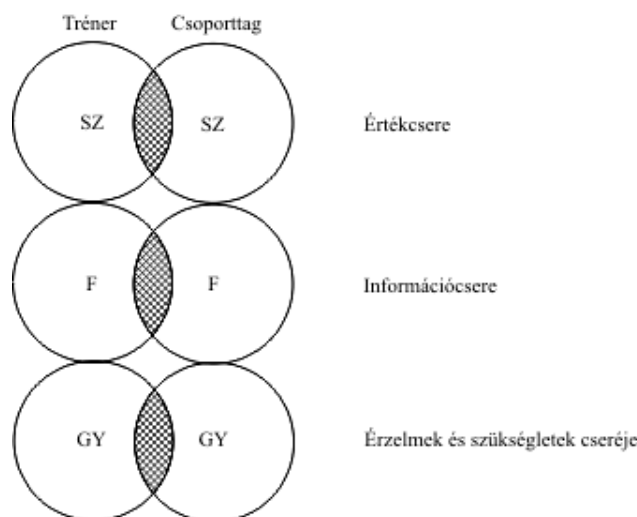 Tréner Csoporttag
SZ SZ Értékcsere
F F Információcsere
GY GY Érzelmek és szükségletek cseréje